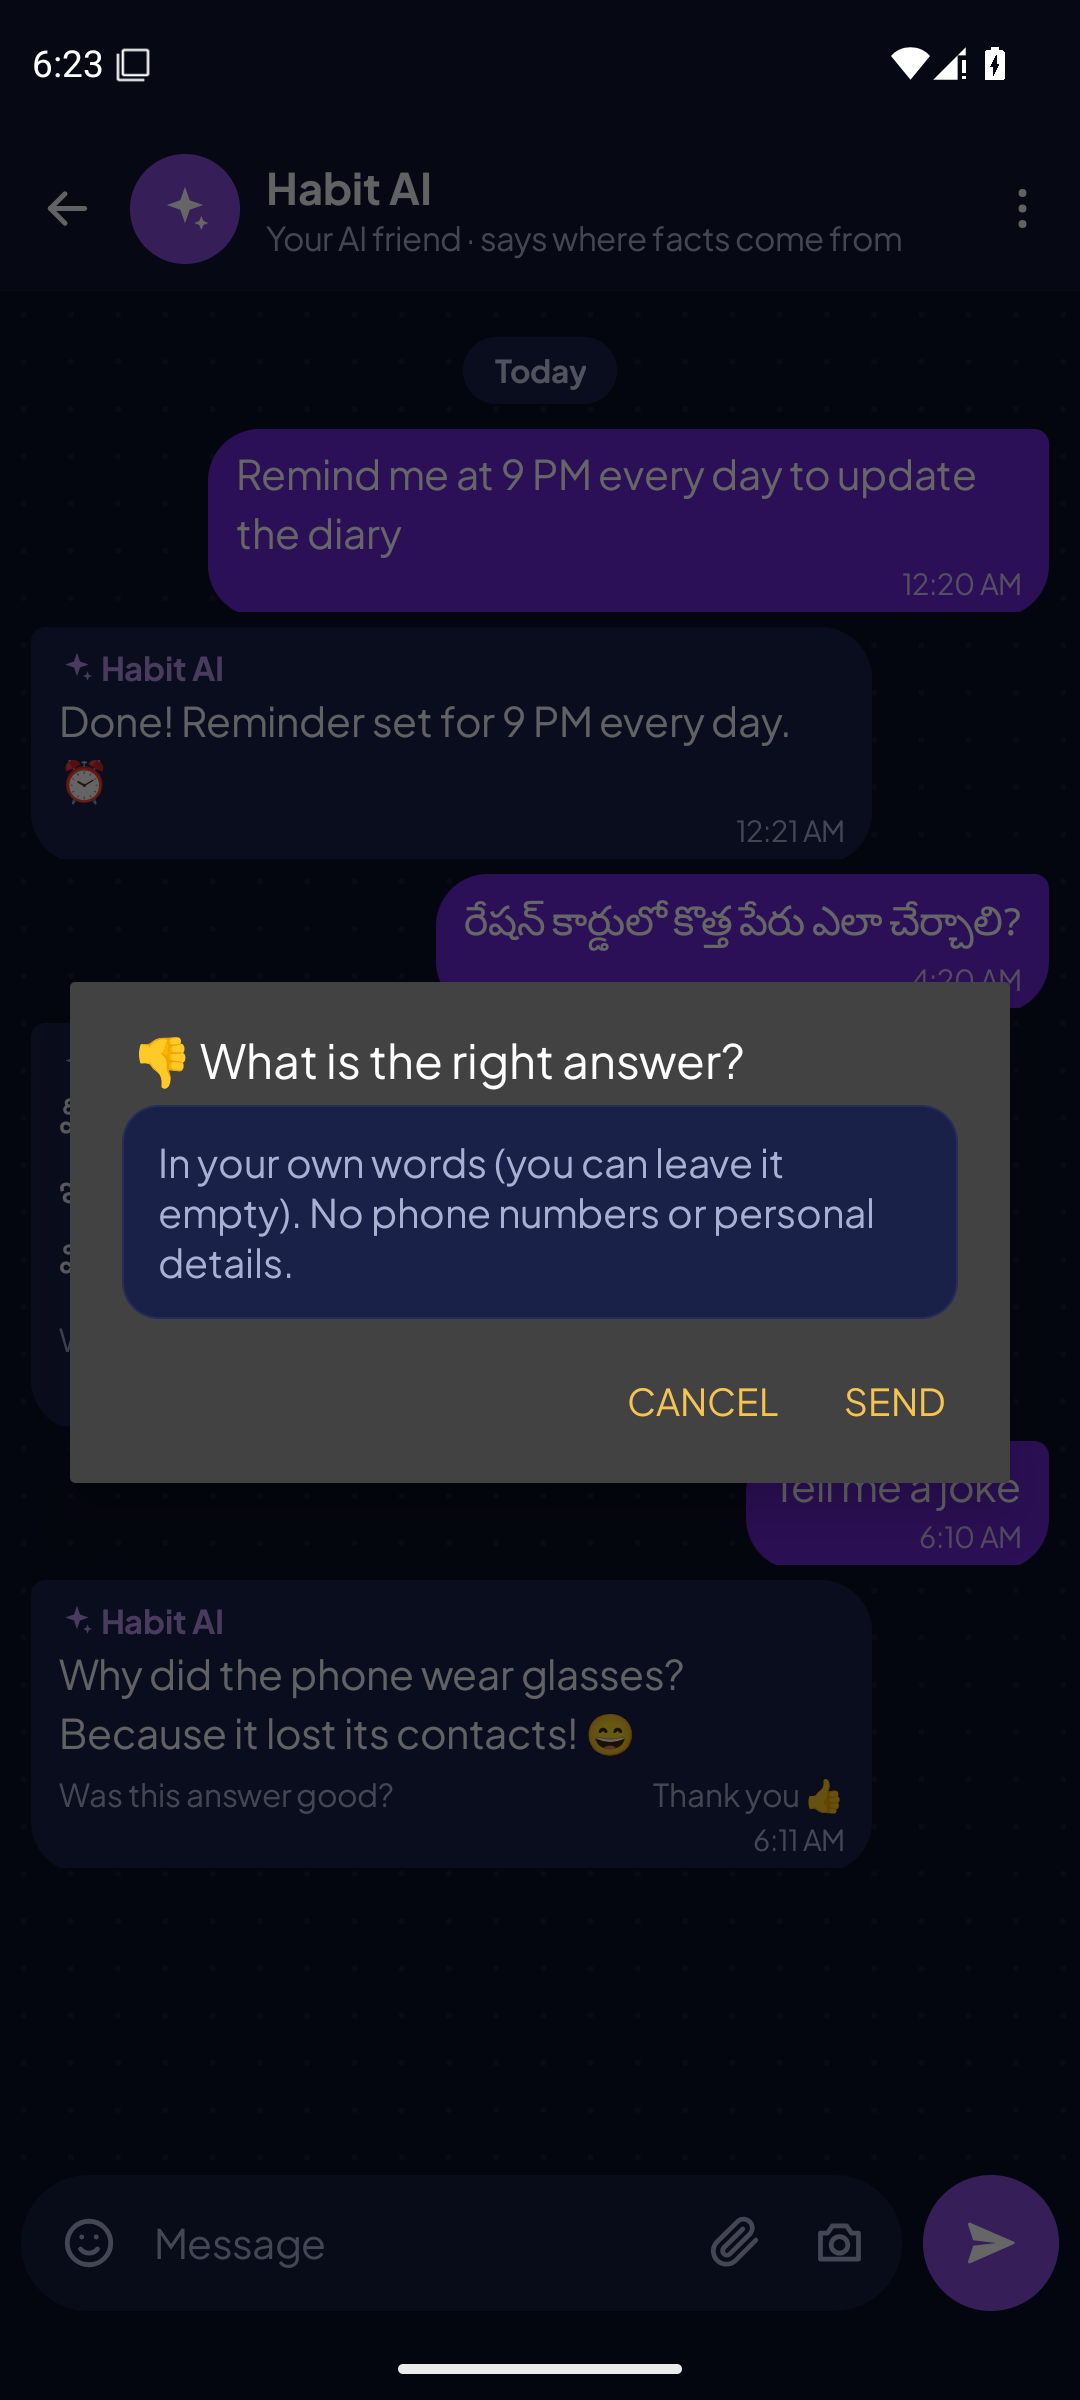 6:23
Habit AI
Your AI friend · says where facts come from
Today
Remind me at 9 PM every day to update
the diary
12:20 AM
Habit AI
Done! Reminder set for 9 PM every day.
⏰
12:21 AM
రేషన్ కార్డులో కొత్త పేరు ఎలా చేర్చాలి?
4:20 AM
👎 What is the right answer?
In your own words (you can leave it
empty). No phone numbers or personal
details.
CANCEL SEND
Tell me a joke
6:10 AM
Habit AI
Why did the phone wear glasses?
Because it lost its contacts! 😄
Was this answer good? Thank you 👍
6:11 AM
Message